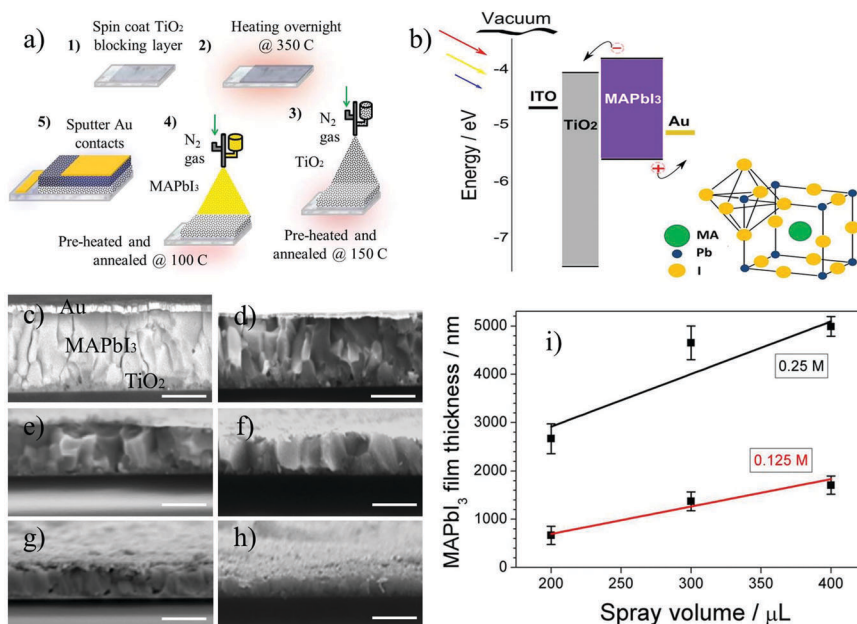 a)
Spin coat TiO2
blocking layer
1)
Heating overnight
@ 350 C
2)
3)
N2
gas
TiO2
Pre-heated and
annealed @ 150 C
4)
N2
gas
MAPbI3
Pre-heated and
annealed @ 100 C
5)
Sputter Au
contacts
b)
Vacuum
Energy / eV
-4
-5
-6
-7
ITO
TiO2
MAPbI3
Au
−
+
MA
Pb
I
c)
Au
MAPbI3
TiO2
d)
e)
f)
g)
h)
i)
MAPbI3 film thickness / nm
5000
4000
3000
2000
1000
0
0.25 M
0.125 M
200
250
300
350
400
Spray volume / μL